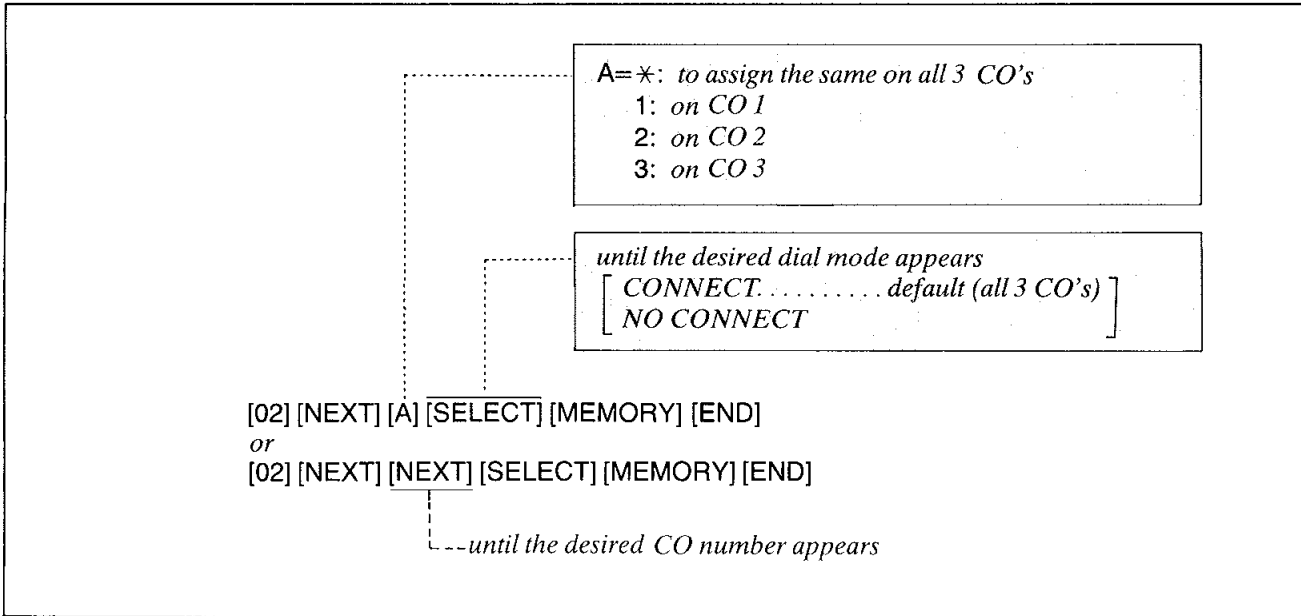 A=✳: to assign the same on all 3 CO's
1: on CO 1
2: on CO 2
3: on CO 3
until the desired dial mode appears
[ CONNECT. . . . . . . . . . default (all 3 CO's) ]
NO CONNECT
[02] [NEXT] [A] [SELECT] [MEMORY] [END]
or
[02] [NEXT] [NEXT] [SELECT] [MEMORY] [END]
until the desired CO number appears